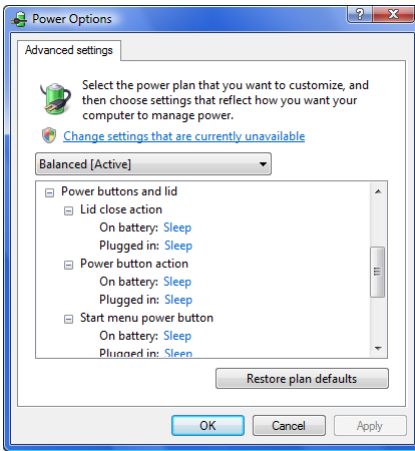 Power Options
Advanced settings
Select the power plan that you want to customize, and
then choose settings that reflect how you want your
computer to manage power.
Change settings that are currently unavailable
Balanced [Active]
Power buttons and lid
Lid close action
On battery: Sleep
Plugged in: Sleep
Power button action
On battery: Sleep
Plugged in: Sleep
Start menu power button
On battery: Sleep
Plugged in: Sleep
Restore plan defaults
OK Cancel Apply